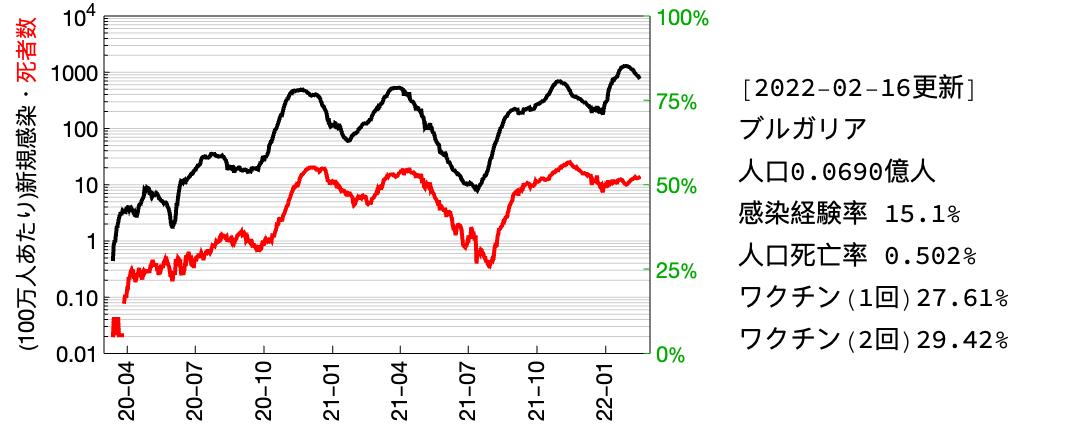 (100万人あたり)新規感染・死者数
10^4
1000
100
10
1
0.10
0.01
100%
75%
50%
25%
0%
20-04
20-07
20-10
21-01
21-04
21-07
21-10
22-01
[2022-02-16更新]
ブルガリア
人口0.0690億人
感染経験率 15.1%
人口死亡率 0.502%
ワクチン(1回)27.61%
ワクチン(2回)29.42%